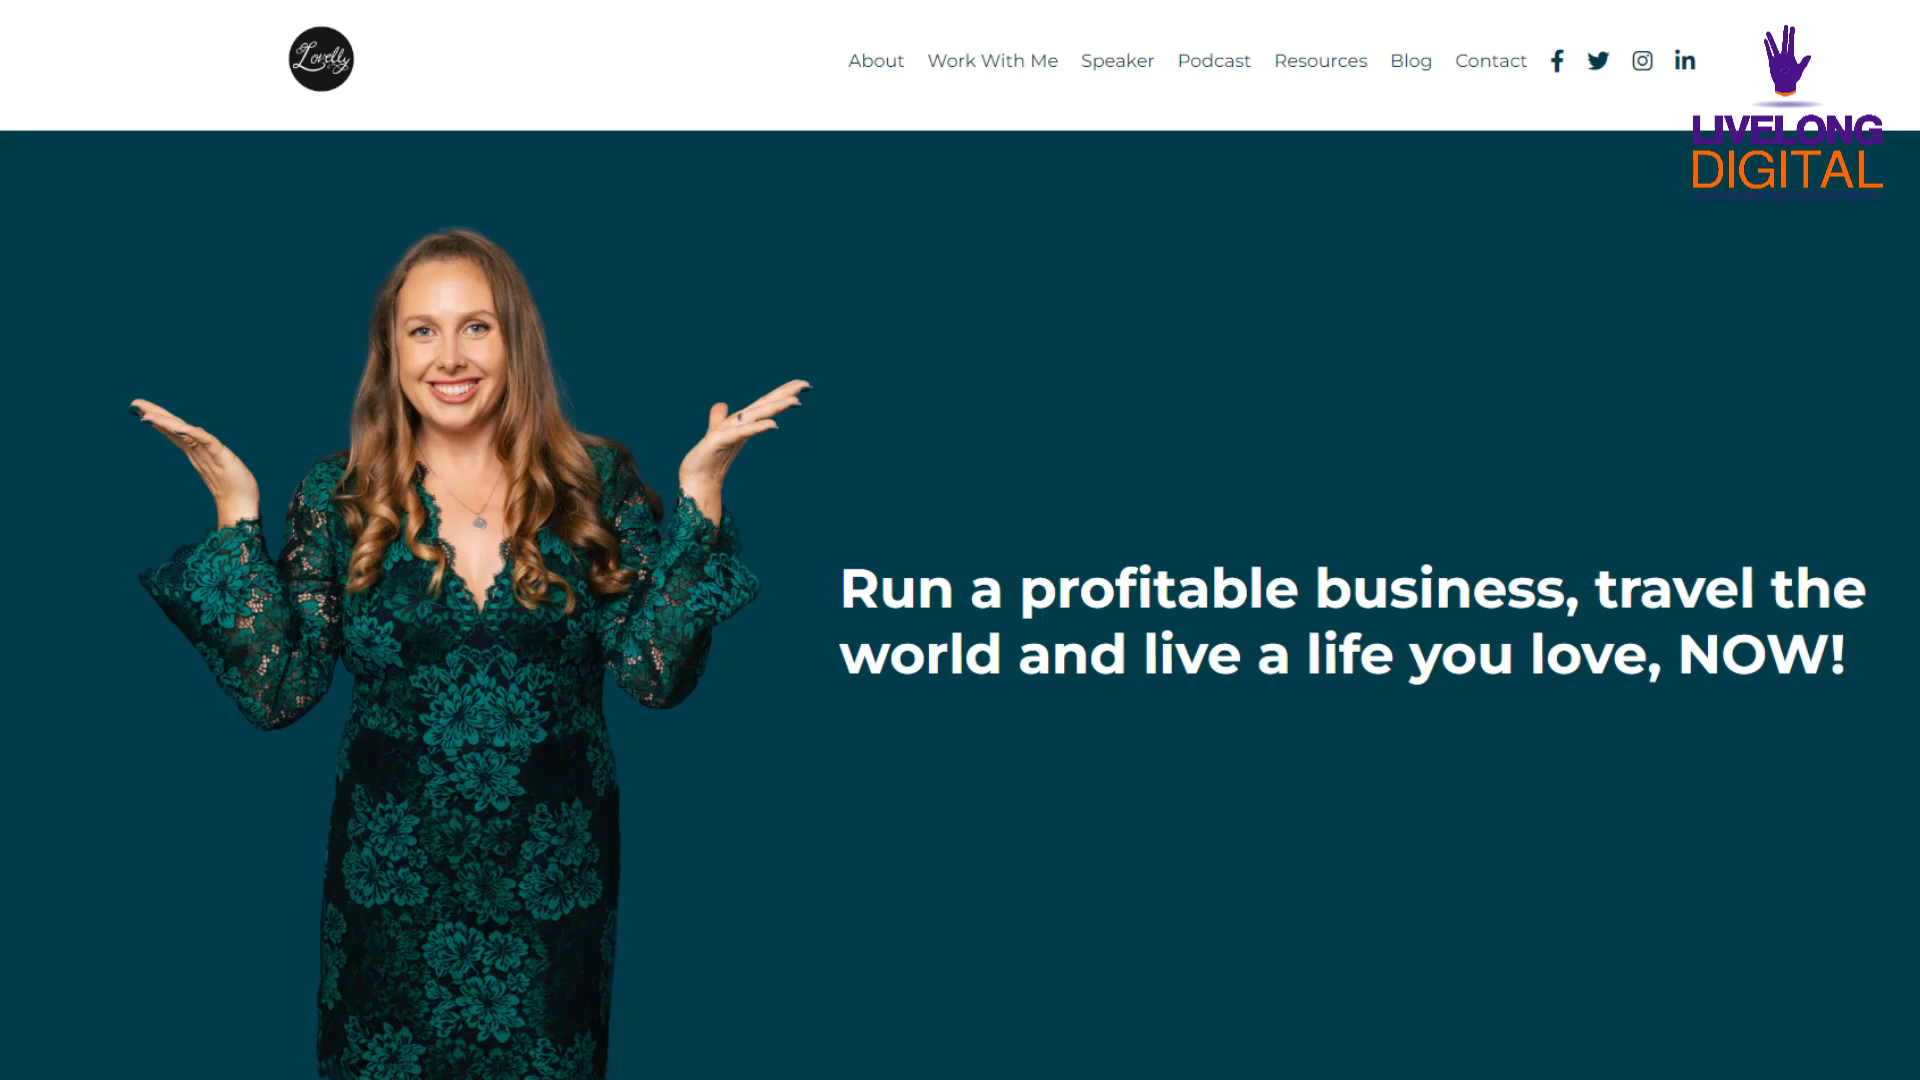 Lovelly
About Work With Me Speaker Podcast Resources Blog Contact
LIVELONG
DIGITAL
Run a profitable business, travel the
world and live a life you love, NOW!